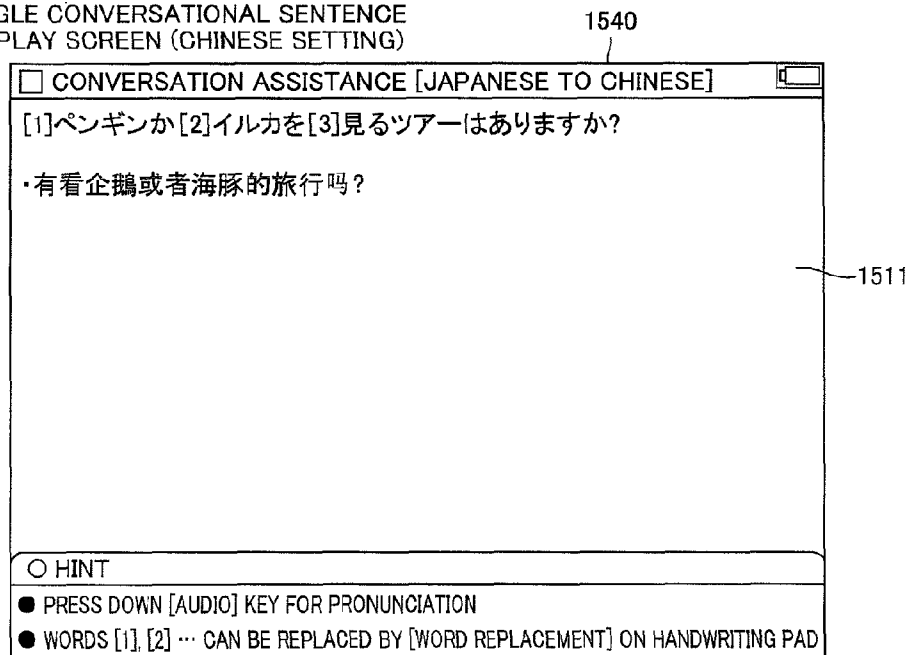 GLE CONVERSATIONAL SENTENCE
PLAY SCREEN (CHINESE SETTING)
1540
CONVERSATION ASSISTANCE [JAPANESE TO CHINESE]
[1]ペンギンか[2]イルカを[3]見るツアーはありますか?
・有看企鵝或者海豚的旅行吗?
1511
HINT
● PRESS DOWN [AUDIO] KEY FOR PRONUNCIATION
● WORDS [1], [2] … CAN BE REPLACED BY [WORD REPLACEMENT] ON HANDWRITING PAD